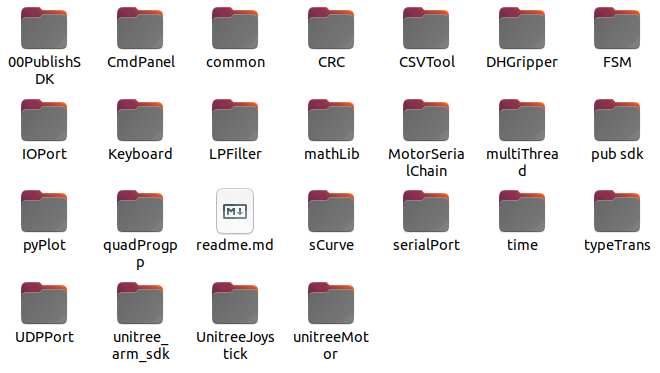 00PublishS
DK
CmdPanel
common
CRC
CSVTool
DHGripper
FSM
IOPort
Keyboard
LPFilter
mathLib
MotorSeria
lChain
multiThrea
d
pub sdk
pyPlot
quadProgp
p
readme.md
sCurve
serialPort
time
typeTrans
UDPPort
unitree_
arm_sdk
UnitreeJoys
tick
unitreeMot
or